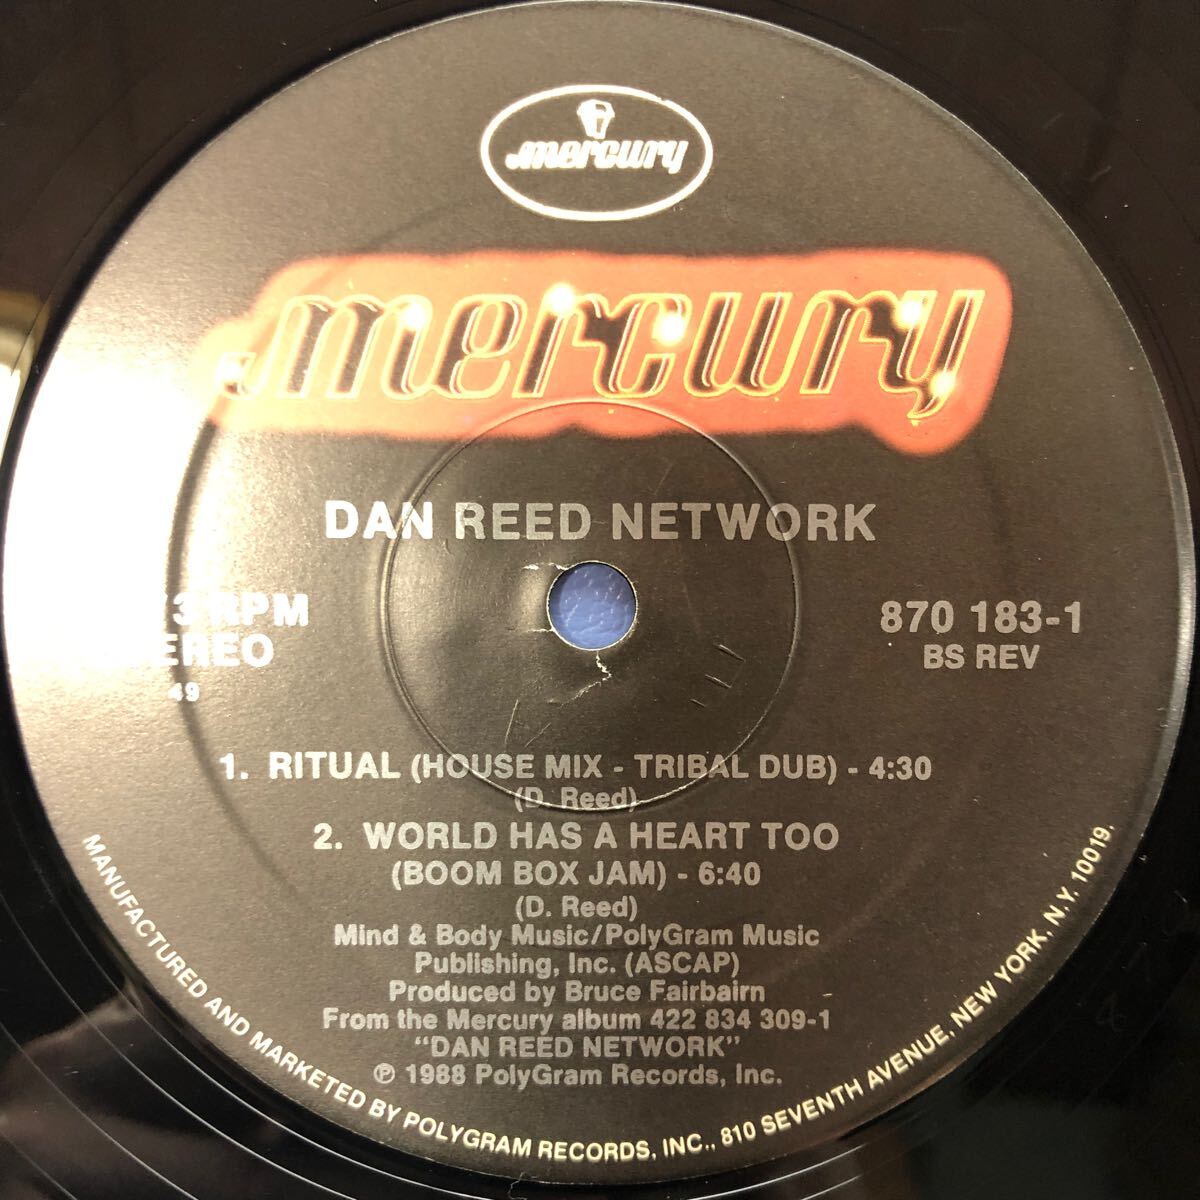 mercury
mercury
DAN REED NETWORK
RPM
870 183-1
BS REV
49
1. RITUAL (HOUSE MIX - TRIBAL DUB) - 4:30
(D. Reed)
2. WORLD HAS A HEART TOO
(BOOM BOX JAM) - 6:40
(D. Reed)
Mind & Body Music/PolyGram Music
Publishing, Inc. (ASCAP)
Produced by Bruce Fairbairn
From the Mercury album 422 834 309-1
"DAN REED NETWORK"
℗ 1988 PolyGram Records, Inc.
MANUFACTURED AND MARKETED BY POLYGRAM RECORDS, INC., 810 SEVENTH AVENUE, NEW YORK, N.Y. 10019.